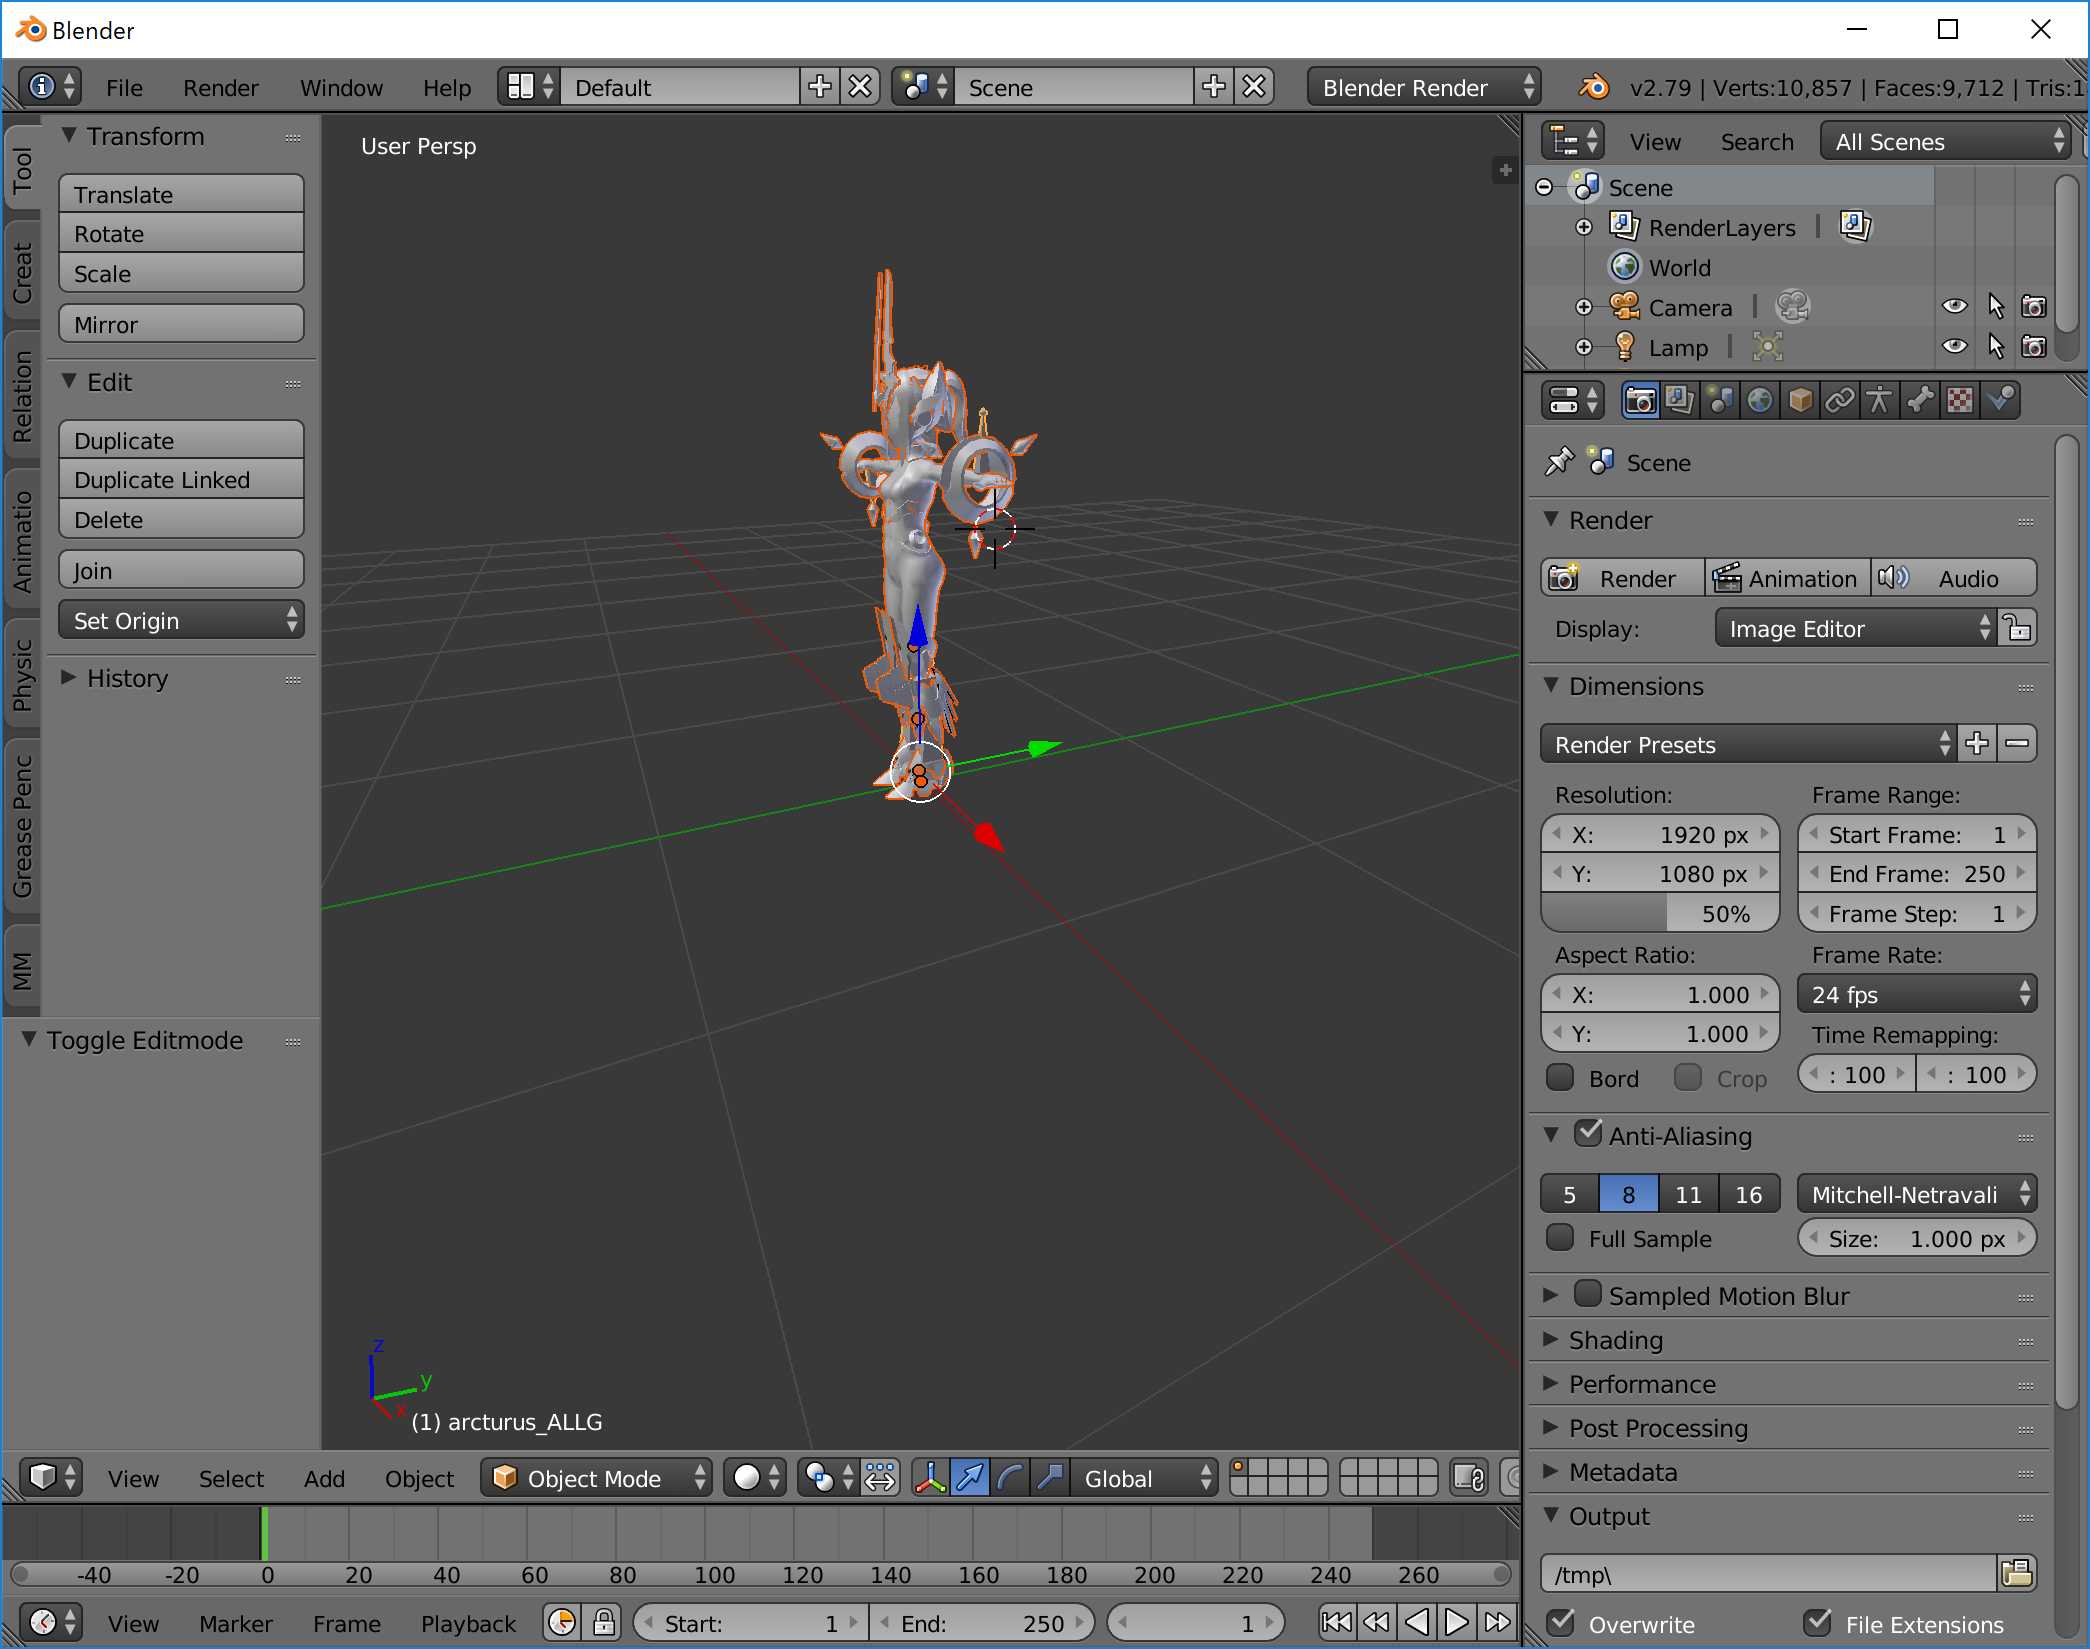 Blender
File Render Window Help Default Scene Blender Render v2.79 | Verts:10,857 | Faces:9,712 | Tris:1
Tool
Creat
Relation
Animatio
Physic
Grease Penc
MM
Transform
Translate
Rotate
Scale
Mirror
Edit
Duplicate
Duplicate Linked
Delete
Join
Set Origin
History
Toggle Editmode
User Persp
z
y
x
(1) arcturus_ALLG
View Select Add Object Object Mode Global
-40 -20 0 20 40 60 80 100 120 140 160 180 200 220 240 260
View Marker Frame Playback Start: 1 End: 250 1
View Search All Scenes
Scene
RenderLayers |
World
Camera |
Lamp |
Scene
Render
Render Animation Audio
Display: Image Editor
Dimensions
Render Presets
Resolution: Frame Range:
X: 1920 px Start Frame: 1
Y: 1080 px End Frame: 250
50% Frame Step: 1
Aspect Ratio: Frame Rate:
X: 1.000 24 fps
Y: 1.000 Time Remapping:
Bord Crop : 100 : 100
Anti-Aliasing
5 8 11 16 Mitchell-Netravali
Full Sample Size: 1.000 px
Sampled Motion Blur
Shading
Performance
Post Processing
Metadata
Output
/tmp\
Overwrite File Extensions